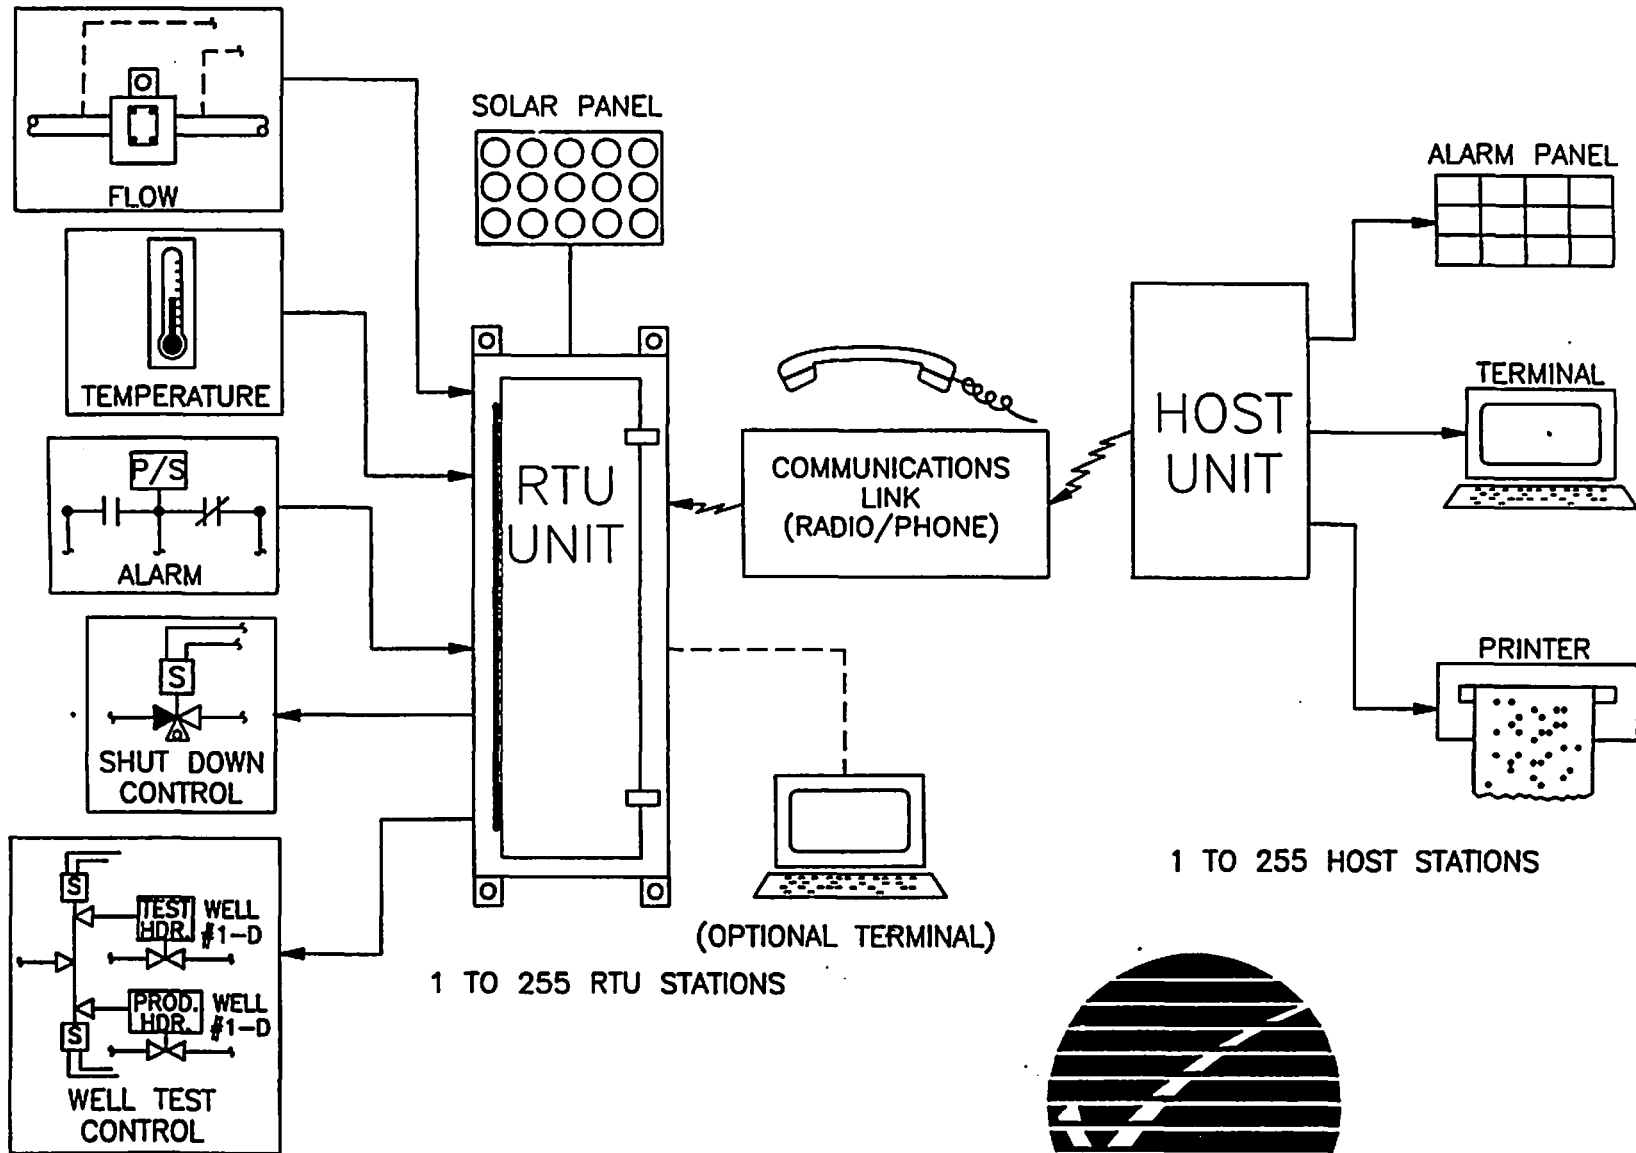 FLOW
TEMPERATURE
P/S
ALARM
S
SHUT DOWN
CONTROL
S
TEST
HDR.
WELL
#1-D
PROD.
HDR.
WELL
#1-D
S
WELL TEST
CONTROL
SOLAR PANEL
RTU
UNIT
1 TO 255 RTU STATIONS
COMMUNICATIONS
LINK
(RADIO/PHONE)
(OPTIONAL TERMINAL)
HOST
UNIT
ALARM PANEL
TERMINAL
PRINTER
1 TO 255 HOST STATIONS